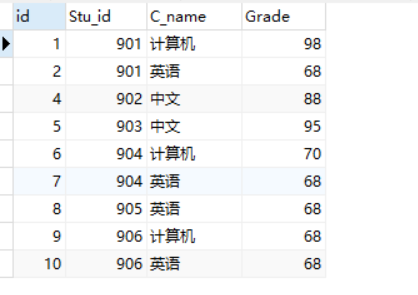 id Stu_id C_name Grade
1 901 计算机 98
2 901 英语 68
4 902 中文 88
5 903 中文 95
6 904 计算机 70
7 904 英语 68
8 905 英语 68
9 906 计算机 68
10 906 英语 68